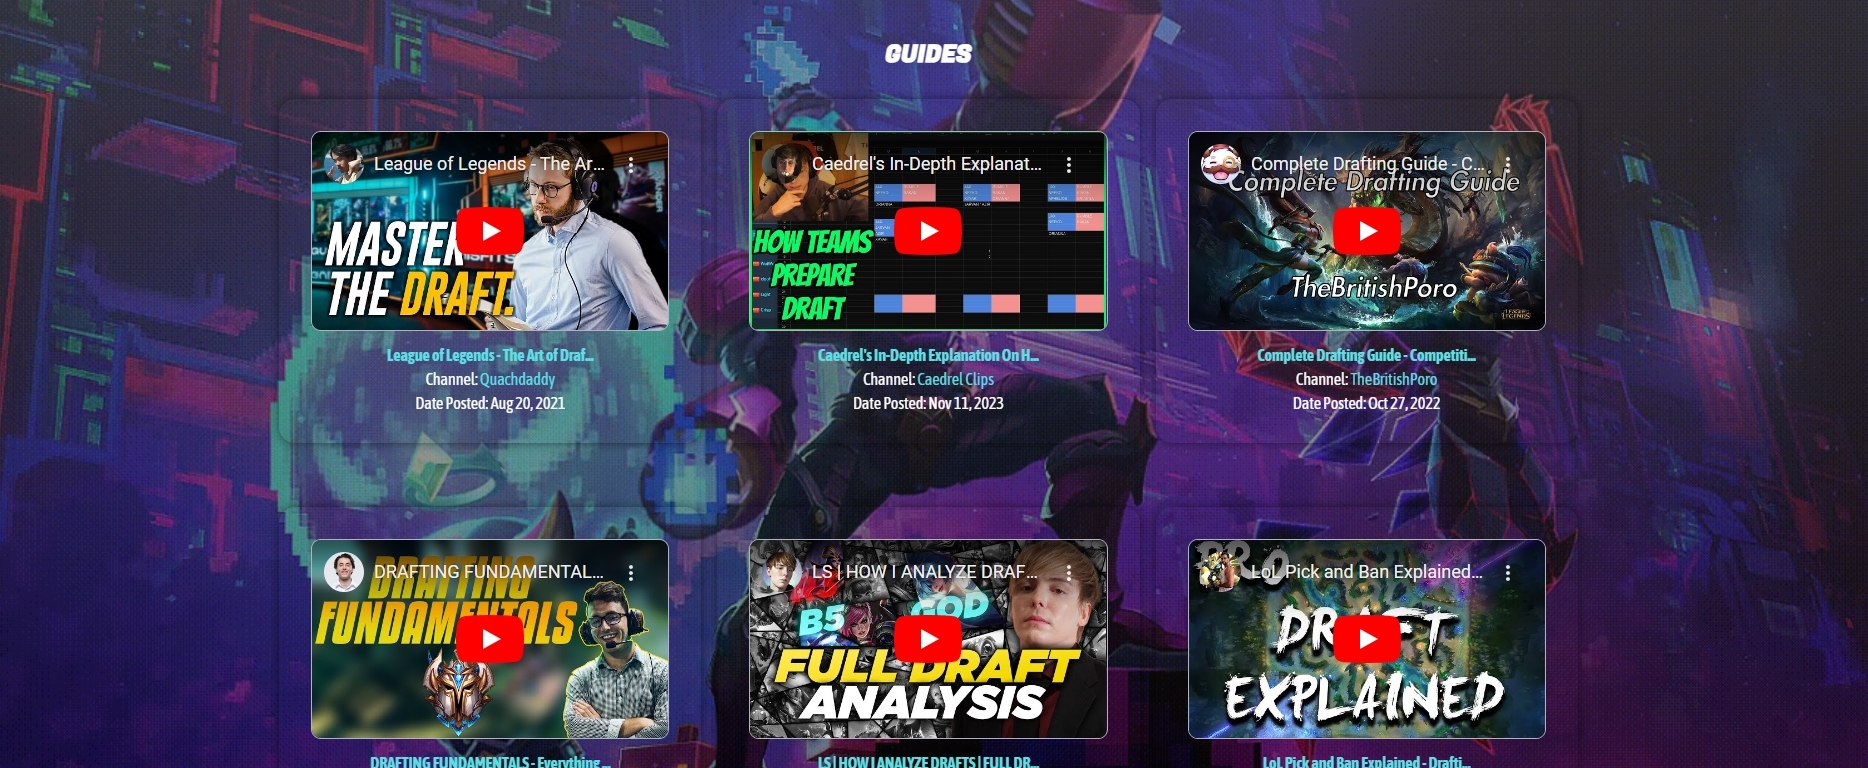 GUIDES
League of Legends - The Ar...
MASTER
THE DRAFT.
League of Legends - The Art of Draf...
Channel: Quachdaddy
Date Posted: Aug 20, 2021
Caedrel's In-Depth Explanat...
HOW TEAMS
PREPARE
DRAFT
Caedrel's In-Depth Explanation On H...
Channel: Caedrel Clips
Date Posted: Nov 11, 2023
Complete Drafting Guide - C...
Complete Drafting Guide
TheBritishPoro
LEGENDS
Complete Drafting Guide - Competiti...
Channel: TheBritishPoro
Date Posted: Oct 27, 2022
DRAFTING FUNDAMENTAL...
DRAFTING
FUNDAMENTALS
DRAFTING FUNDAMENTALS - Everything ...
LS | HOW I ANALYZE DRAF...
B5
GOD
FULL DRAFT
ANALYSIS
LS | HOW I ANALYZE DRAFTS | FULL DR...
LoL Pick and Ban Explained...
PRO
DRAFT
EXPLAINED
LoL Pick and Ban Explained - Drafti...